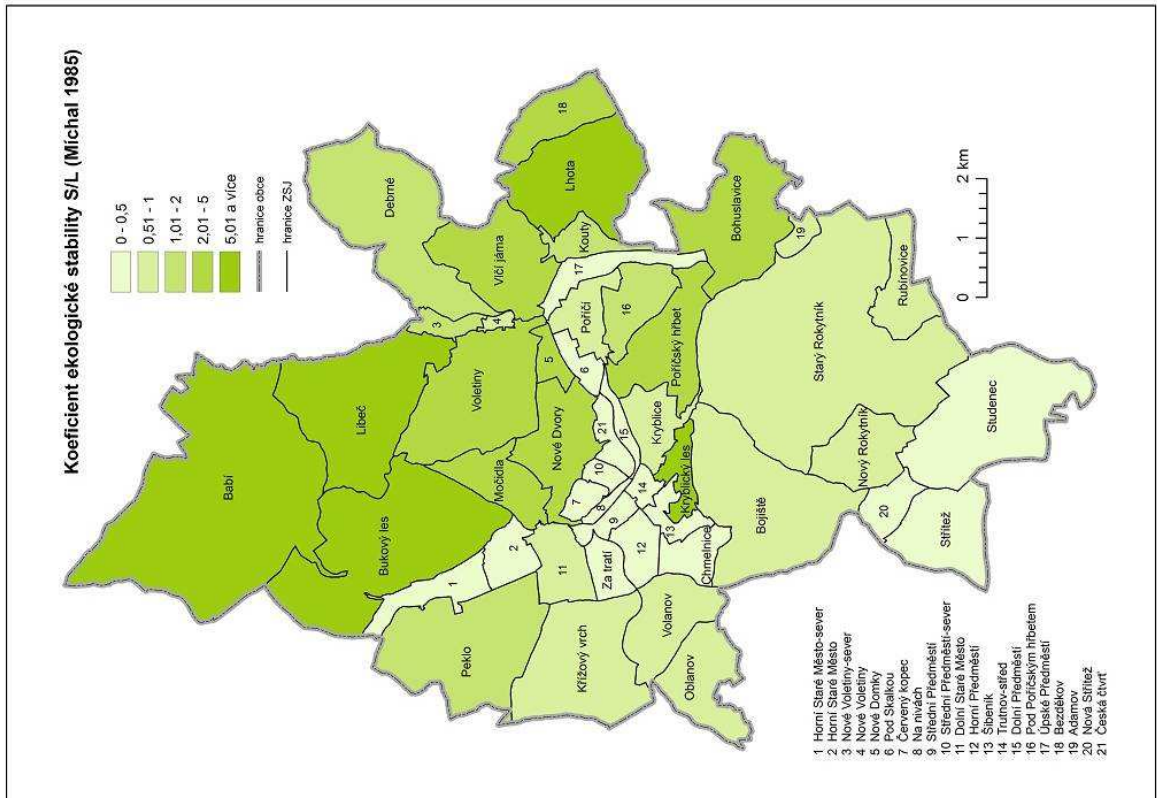 Koeficient ekologické stability S/L (Míchal 1985)
0 - 0,5
0,51 - 1
1,01 - 2
2,01 - 5
5,01 a více
hranice obce
hranice ZSJ
Babí
Libeč
Bukový les
Debrné
18
Lhota
Vlčí jáma
Kouty
17
3
4
Voletiny
Močidla
Nové Dvory
5
6
Poříčí
16
Poříčský hřbet
Bohuslavice
19
1
2
Peklo
11
7
8
10
21
15
9
14
Kryblice
Kryblický les
13
12
Za tratí
Chmelnice
Křížový vrch
Volanov
Oblanov
Bojiště
Starý Rokytník
Rubínovice
Nový Rokytník
20
Střítež
Studenec
0 1 2 km
1 Horní Staré Město-sever
2 Horní Staré Město
3 Nové Voletiny-sever
4 Nové Voletiny
5 Nové Domky
6 Pod Skalkou
7 Červený kopec
8 Na nivách
9 Střední Předměstí
10 Střední Předměstí-sever
11 Dolní Staré Město
12 Horní Předměstí
13 Šibeník
14 Trutnov-střed
15 Dolní Předměstí
16 Pod Poříčským hřbetem
17 Úpské Předměstí
18 Bezděkov
19 Adamov
20 Nová Střítež
21 Česká čtvrť